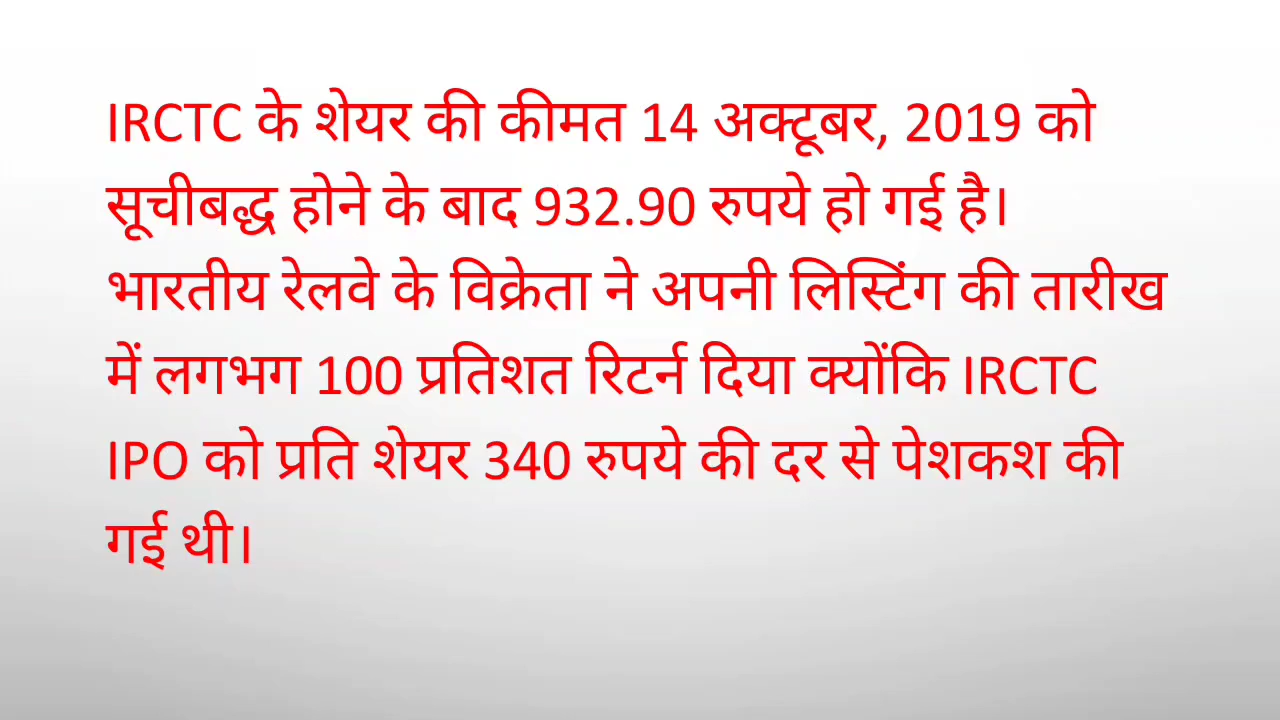 IRCTC के शेयर की कीमत 14 अक्टूबर, 2019 को
सूचीबद्ध होने के बाद 932.90 रुपये हो गई है।
भारतीय रेलवे के विक्रेता ने अपनी लिस्टिंग की तारीख
में लगभग 100 प्रतिशत रिटर्न दिया क्योंकि IRCTC
IPO को प्रति शेयर 340 रुपये की दर से पेशकश की
गई थी।